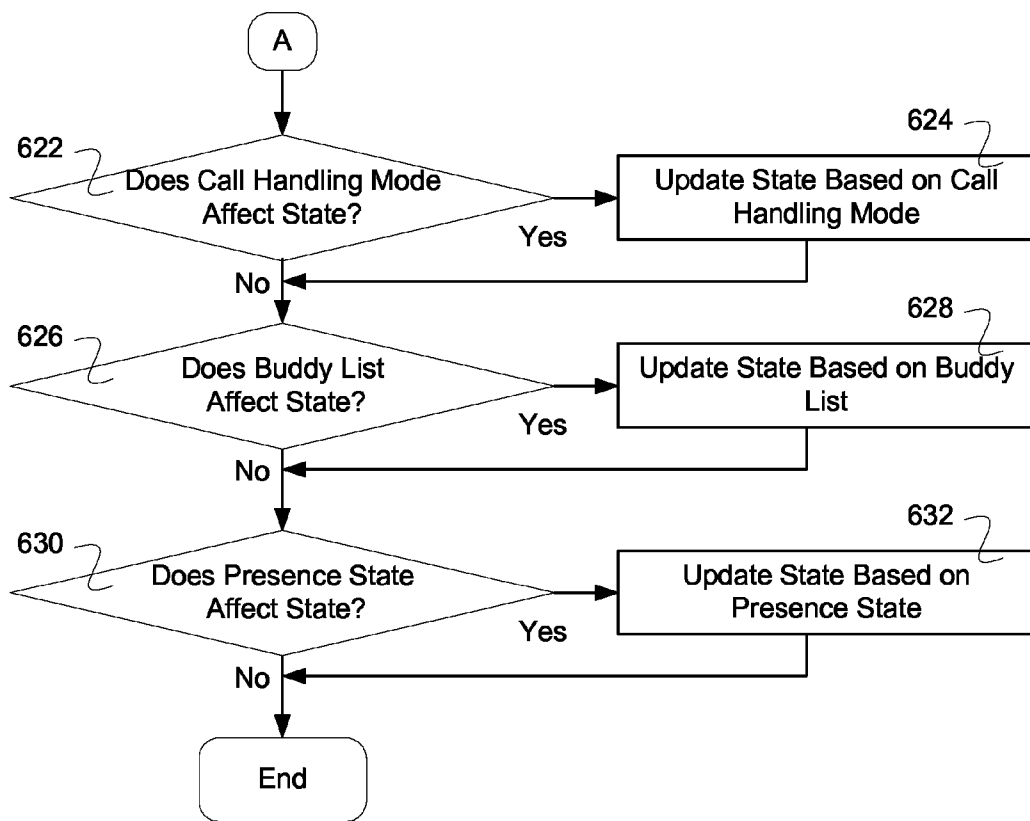 A
622
Does Call Handling Mode
Affect State?
Yes
No
624
Update State Based on Call
Handling Mode
626
Does Buddy List
Affect State?
Yes
No
628
Update State Based on Buddy
List
630
Does Presence State
Affect State?
Yes
No
632
Update State Based on
Presence State
End